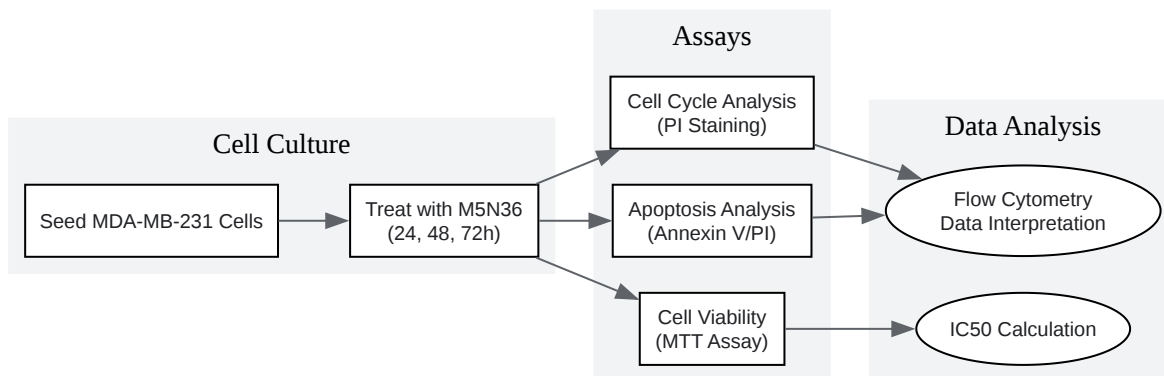 Cell Culture
Seed MDA-MB-231 Cells
Treat with M5N36
(24, 48, 72h)
Assays
Cell Cycle Analysis
(PI Staining)
Apoptosis Analysis
(Annexin V/PI)
Cell Viability
(MTT Assay)
Data Analysis
Flow Cytometry
Data Interpretation
IC50 Calculation